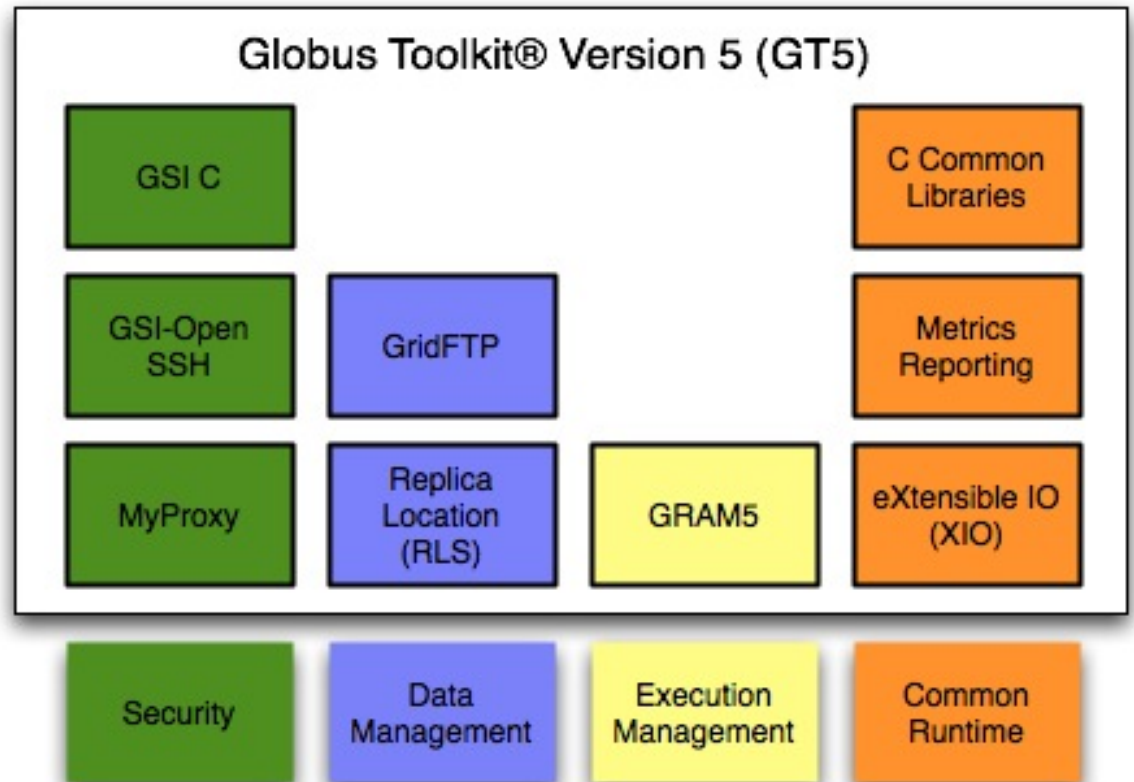 Globus Toolkit® Version 5 (GT5)
GSI C
C Common
Libraries
GSI-Open
SSH
GridFTP
Metrics
Reporting
MyProxy
Replica
Location
(RLS)
GRAM5
eXtensible IO
(XIO)
Security
Data
Management
Execution
Management
Common
Runtime